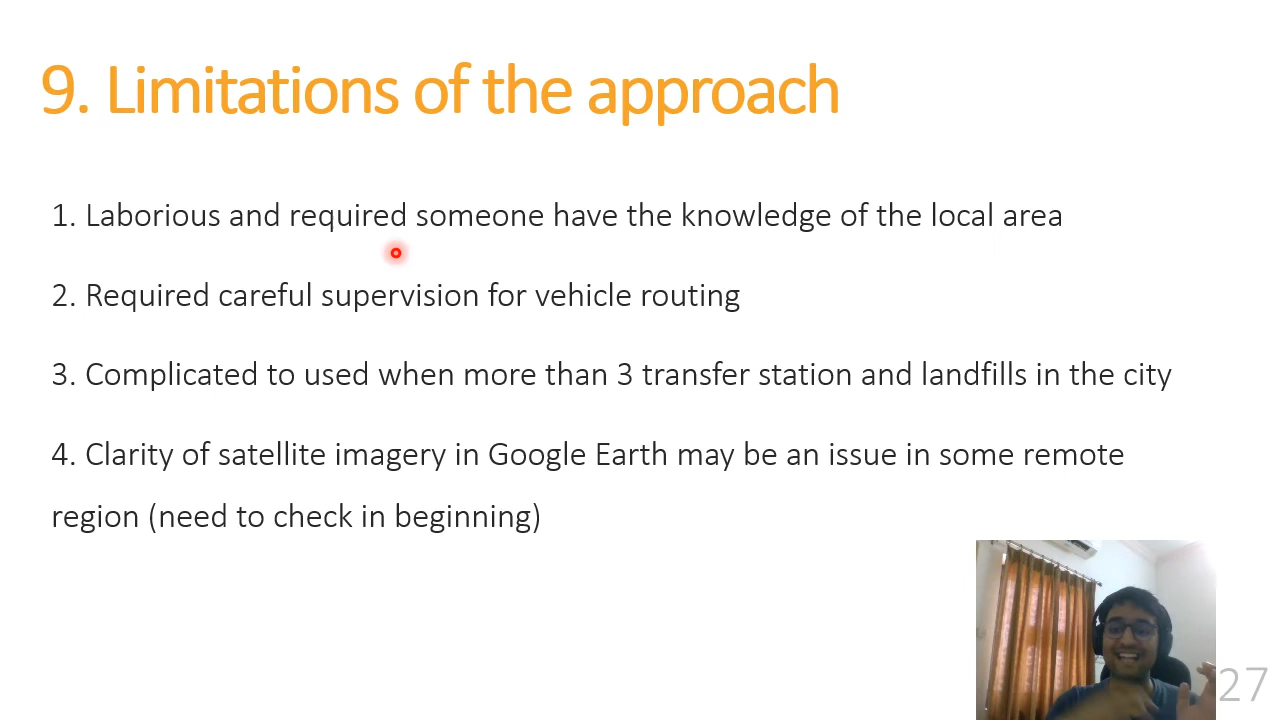 9. Limitations of the approach
1. Laborious and required someone have the knowledge of the local area
2. Required careful supervision for vehicle routing
3. Complicated to used when more than 3 transfer station and landfills in the city
4. Clarity of satellite imagery in Google Earth may be an issue in some remote
region (need to check in beginning)
27